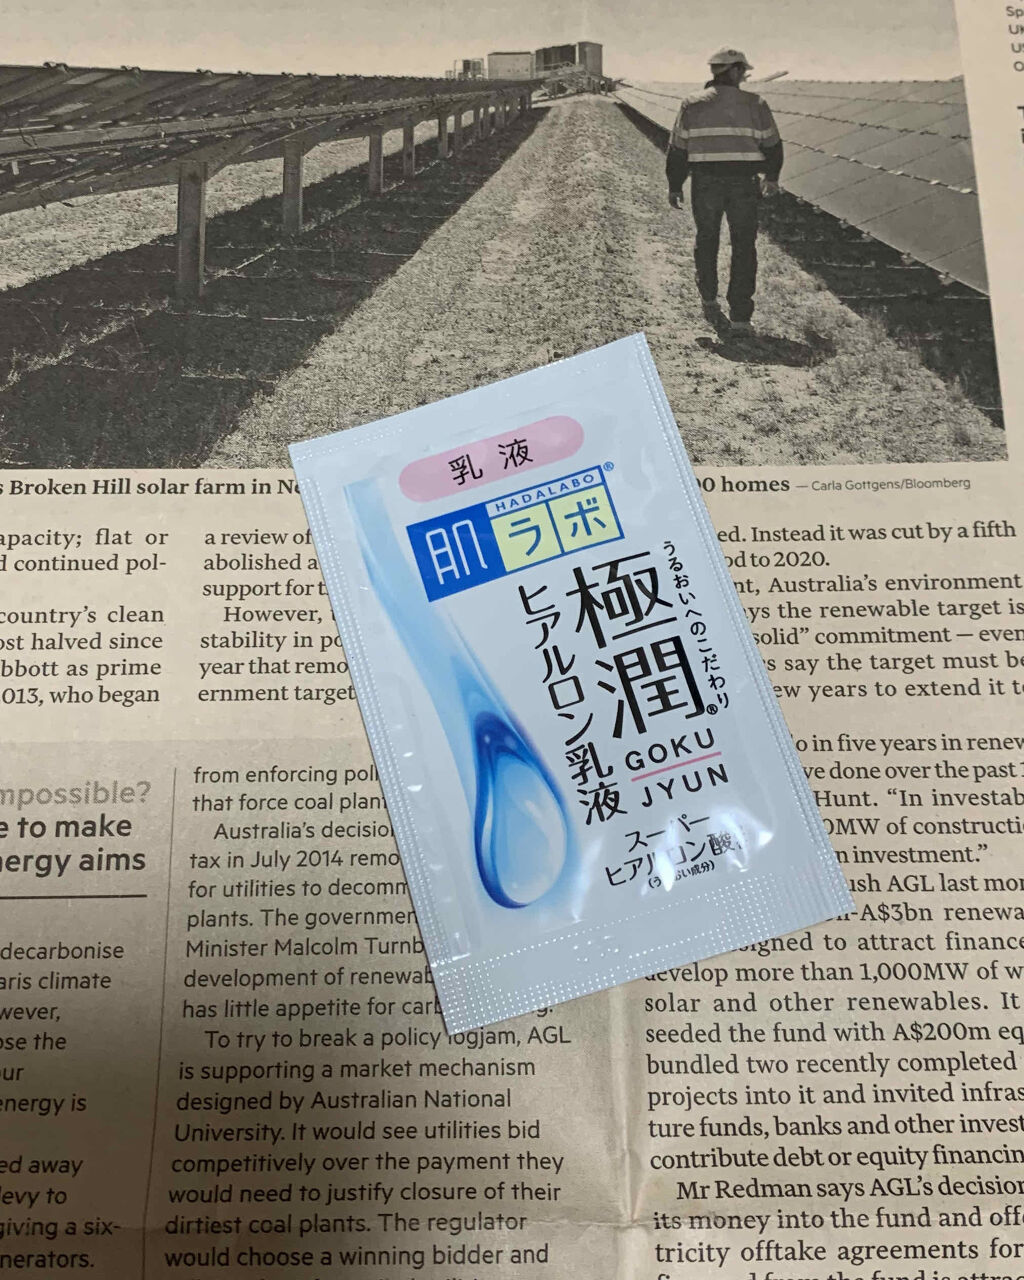 Broken Hill solar farm in
0 homes — Carla Gottgens/Bloomberg
apacity; flat or
continued pol-
country's clean
halved since
as prime
013, who began
a review of
abolished a
support for t
However,
stability in
year that remo
ernment target
ed. Instead it was cut by a fifth
to 2020.
nt, Australia's environment
ys the renewable target is
solid” commitment — even
say the target must be
ew years to extend it
乳液
HADALABO®
肌ラボ
うるおいへのこだわり
極潤®
ヒアルロン乳液
GOKU
JYUN
スーパー
ヒアルロン酸
mpossible?
e to make
nergy aims
decarbonise
aris climate
wever,
ose the
ur
energy is
ed away
levy to
giving a six-
nerators.
from enforcing
that force coal plan
Australia's decisio
tax in July 2014 remo
for utilities to decomm
plants. The governmen
Minister Malcolm Turnb
development of renewab
has little appetite for
To try to break a policy logjam, AGL
is supporting a market mechanism
designed by Australian National
University. It would see utilities bid
competitively over the payment they
would need to justify closure of their
dirtiest coal plants. The regulator
would choose a winning bidder and
o in five years in renew
ve done over the past
Hunt. “In investab
0MW of constructi
n investment.”
ush AGL last mon
A$3bn renewa
signed to attract finance
develop more than 1,000MW of w
solar and other renewables. It
seeded the fund with A$200m eq
bundled two recently completed
projects into it and invited infras
ture funds, banks and other invest
contribute debt or equity financin
Mr Redman says AGL's decision
its money into the fund and off
tricity offtake agreements for